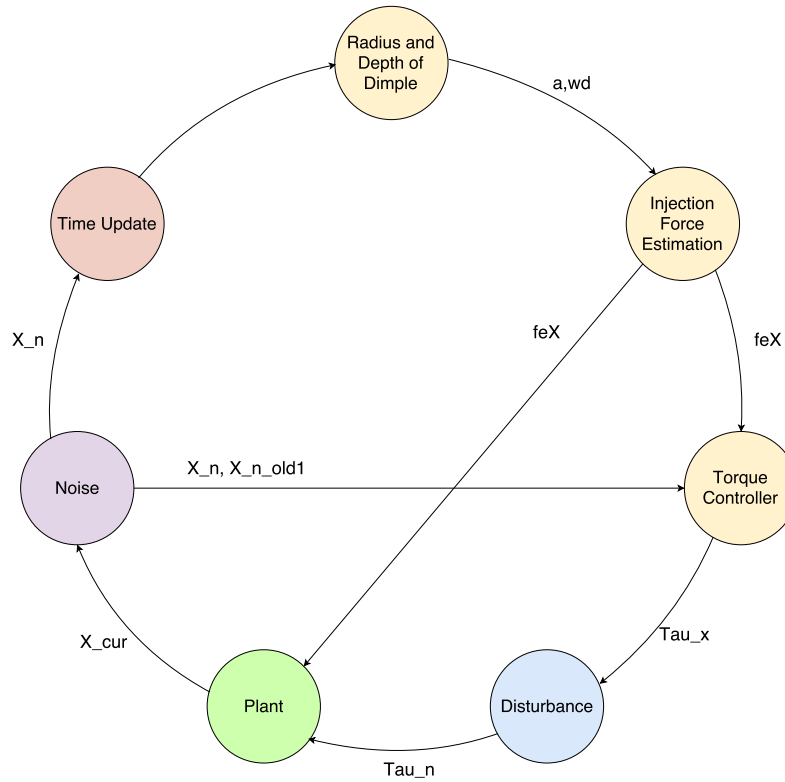 Radius and
Depth of
Dimple
a,wd
Time Update
Injection
Force
Estimation
X_n
feX
feX
X_n, X_n_old1
Noise
Torque
Controller
X_cur
Tau_x
Plant
Disturbance
Tau_n